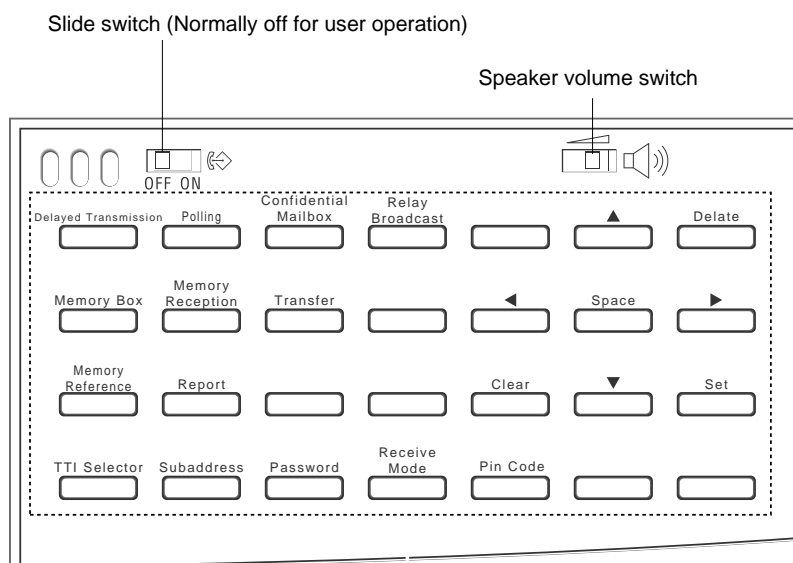 Slide switch (Normally off for user operation)
Speaker volume switch
OFF ON
Delayed Transmission
Polling
Confidential
Mailbox
Relay
Broadcast
▲
Delate
Memory Box
Memory
Reception
Transfer
◀
Space
▶
Memory
Reference
Report
Clear
▼
Set
TTI Selector
Subaddress
Password
Receive
Mode
Pin Code